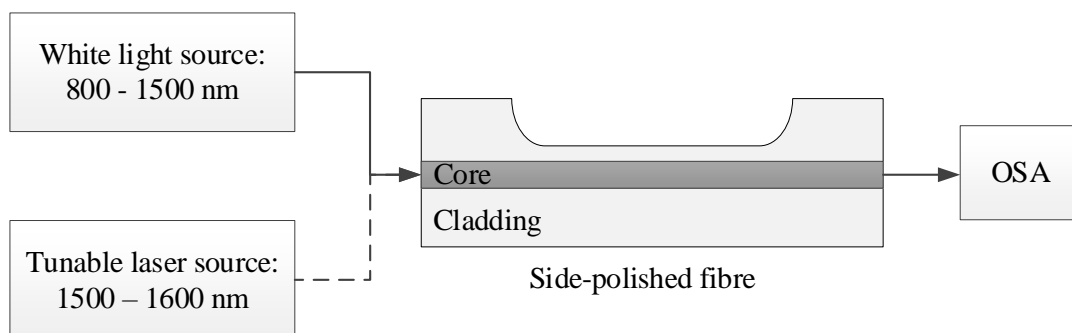 White light source:
800 - 1500 nm
Core
OSA
Cladding
Tunable laser source:
1500 – 1600 nm
Side-polished fibre